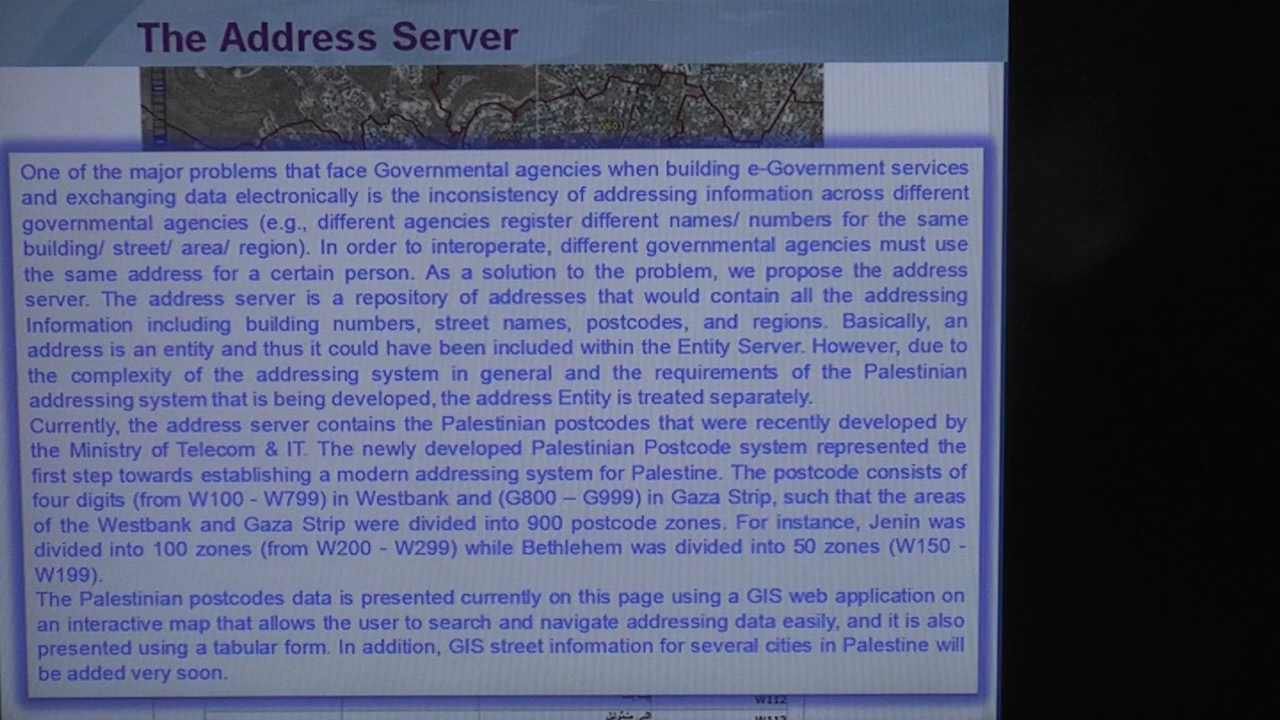 The Address Server
One of the major problems that face Governmental agencies when building e-Government services
and exchanging data electronically is the inconsistency of addressing information across different
governmental agencies (e.g., different agencies register different names/ numbers for the same
building/ street/ area/ region). In order to interoperate, different governmental agencies must use
the same address for a certain person. As a solution to the problem, we propose the address
server. The address server is a repository of addresses that would contain all the addressing
Information including building numbers, street names, postcodes, and regions. Basically, an
address is an entity and thus it could have been included within the Entity Server. However, due to
the complexity of the addressing system in general and the requirements of the Palestinian
addressing system that is being developed, the address Entity is treated separately.
Currently, the address server contains the Palestinian postcodes that were recently developed by
the Ministry of Telecom & IT. The newly developed Palestinian Postcode system represented the
first step towards establishing a modern addressing system for Palestine. The postcode consists of
four digits (from W100 - W799) in Westbank and (G800 – G999) in Gaza Strip, such that the areas
of the Westbank and Gaza Strip were divided into 900 postcode zones. For instance, Jenin was
divided into 100 zones (from W200 - W299) while Bethlehem was divided into 50 zones (W150 -
W199).
The Palestinian postcodes data is presented currently on this page using a GIS web application on
an interactive map that allows the user to search and navigate addressing data easily, and it is also
presented using a tabular form. In addition, GIS street information for several cities in Palestine will
be added very soon.
W112